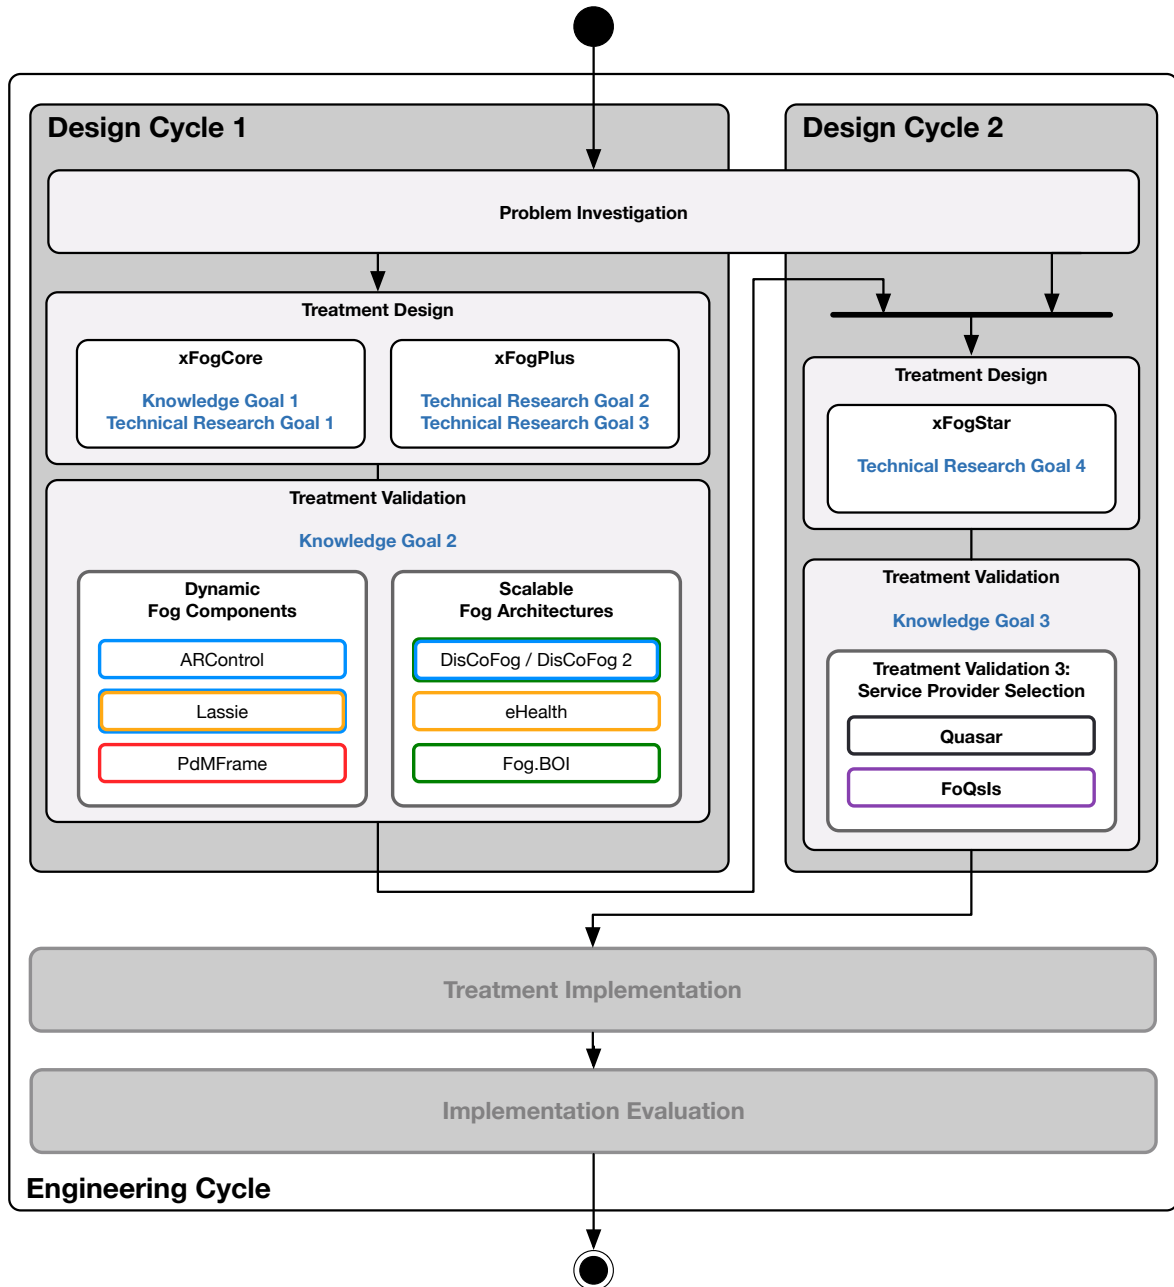 Design Cycle 1
Design Cycle 2
Problem Investigation
Treatment Design
xFogCore
Knowledge Goal 1
Technical Research Goal 1
xFogPlus
Technical Research Goal 2
Technical Research Goal 3
Treatment Validation
Knowledge Goal 2
Dynamic
Fog Components
ARControl
Lassie
PdMFrame
Scalable
Fog Architectures
DisCoFog / DisCoFog 2
eHealth
Fog.BOI
Treatment Design
xFogStar
Technical Research Goal 4
Treatment Validation
Knowledge Goal 3
Treatment Validation 3:
Service Provider Selection
Quasar
FoQsIs
Treatment Implementation
Implementation Evaluation
Engineering Cycle